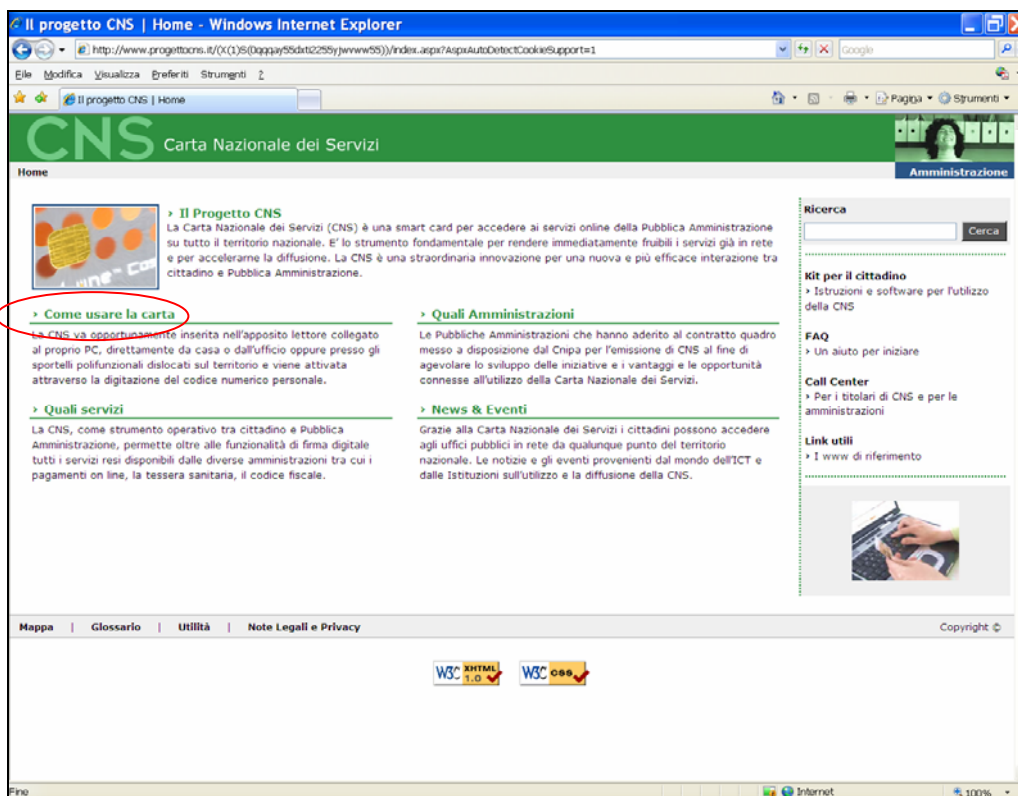 Il progetto CNS | Home - Windows Internet Explorer
http://www.progettocns.it/(X(1)S(0qqqay55dxti2255yjwvww55))/index.aspx?AspxAutoDetectCookieSupport=1
Google
File Modifica Visualizza Preferiti Strumenti ?
Il progetto CNS | Home
Pagina Strumenti
CNS Carta Nazionale dei Servizi
Home
Amministrazione
› Il Progetto CNS
La Carta Nazionale dei Servizi (CNS) è una smart card per accedere ai servizi online della Pubblica Amministrazione
su tutto il territorio nazionale. E' lo strumento fondamentale per rendere immediatamente fruibili i servizi già in rete
e per accelerarne la diffusione. La CNS è una straordinaria innovazione per una nuova e più efficace interazione tra
cittadino e Pubblica Amministrazione.
› Come usare la carta
La CNS va opportunamente inserita nell'apposito lettore collegato
al proprio PC, direttamente da casa o dall'ufficio oppure presso gli
sportelli polifunzionali dislocati sul territorio e viene attivata
attraverso la digitazione del codice numerico personale.
› Quali Amministrazioni
Le Pubbliche Amministrazioni che hanno aderito al contratto quadro
messo a disposizione dal Cnipa per l'emissione di CNS al fine di
agevolare lo sviluppo delle iniziative e i vantaggi e le opportunità
connesse all'utilizzo della Carta Nazionale dei Servizi.
› Quali servizi
La CNS, come strumento operativo tra cittadino e Pubblica
Amministrazione, permette oltre alle funzionalità di firma digitale
tutti i servizi resi disponibili dalle diverse amministrazioni tra cui i
pagamenti on line, la tessera sanitaria, il codice fiscale.
› News & Eventi
Grazie alla Carta Nazionale dei Servizi i cittadini possono accedere
agli uffici pubblici in rete da qualunque punto del territorio
nazionale. Le notizie e gli eventi provenienti dal mondo dell'ICT e
dalle Istituzioni sull'utilizzo e la diffusione della CNS.
Ricerca
Cerca
Kit per il cittadino
› Istruzioni e software per l'utilizzo
della CNS
FAQ
› Un aiuto per iniziare
Call Center
› Per i titolari di CNS e per le
amministrazioni
Link utili
› I www di riferimento
Mappa | Glossario | Utilità | Note Legali e Privacy
Copyright ©
W3C XHTML 1.0
W3C css
Fine
Internet
100%